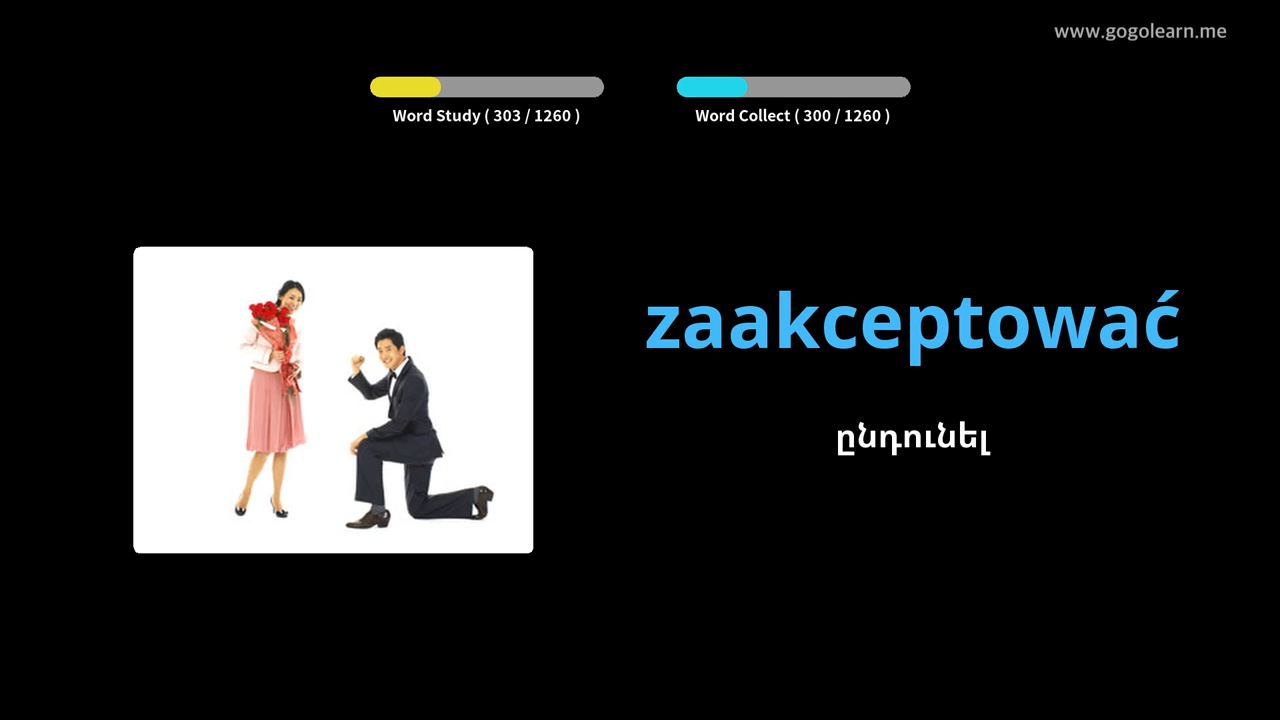 www.gogolearn.me
Word Study ( 303 / 1260 )
Word Collect ( 300 / 1260 )
zaakceptować
ընդունել